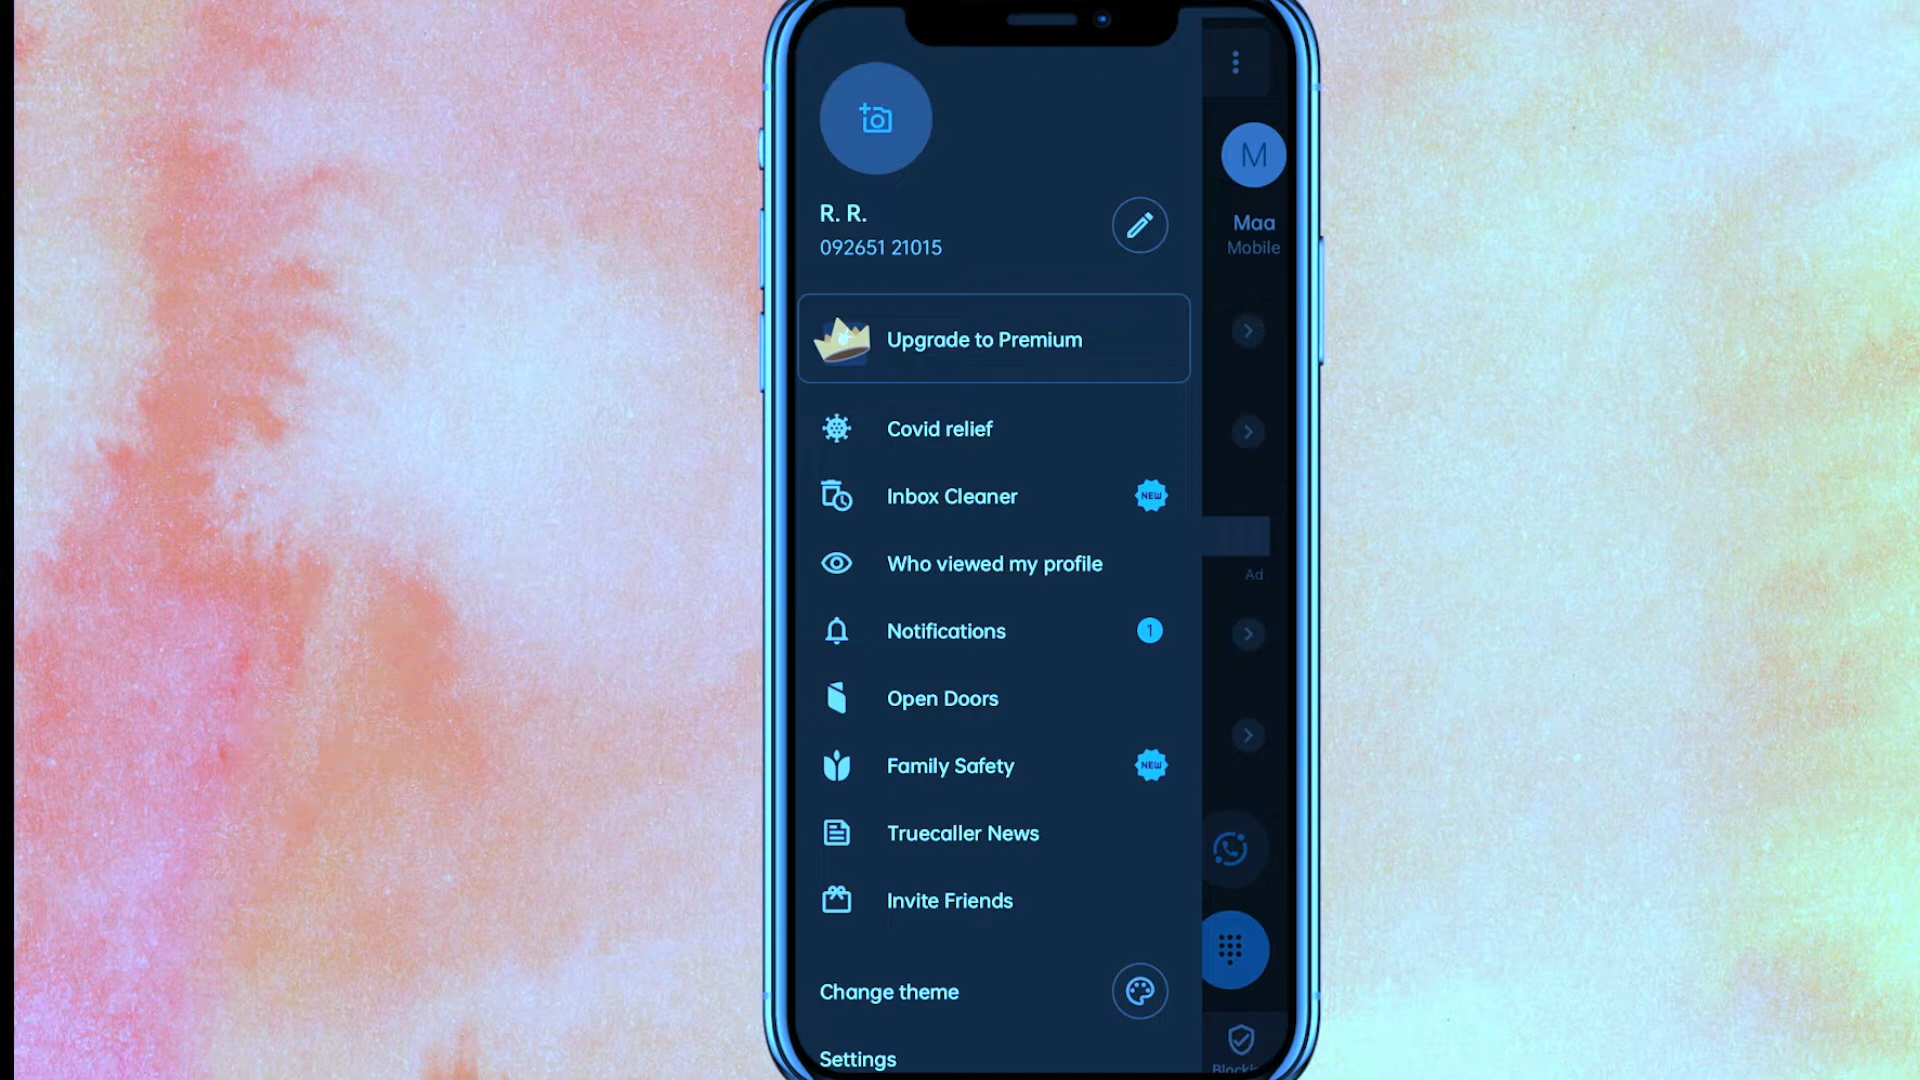 R. R.
092651 21015
M
Maa
Mobile
Upgrade to Premium
Covid relief
Inbox Cleaner
NEW
Who viewed my profile
Notifications
1
Ad
Open Doors
Family Safety
NEW
Truecaller News
Invite Friends
Change theme
Settings